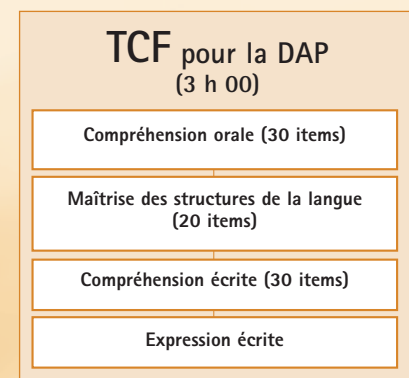 TCF pour la DAP
(3 h 00)
Compréhension orale (30 items)
Maîtrise des structures de la langue
(20 items)
Compréhension écrite (30 items)
Expression écrite